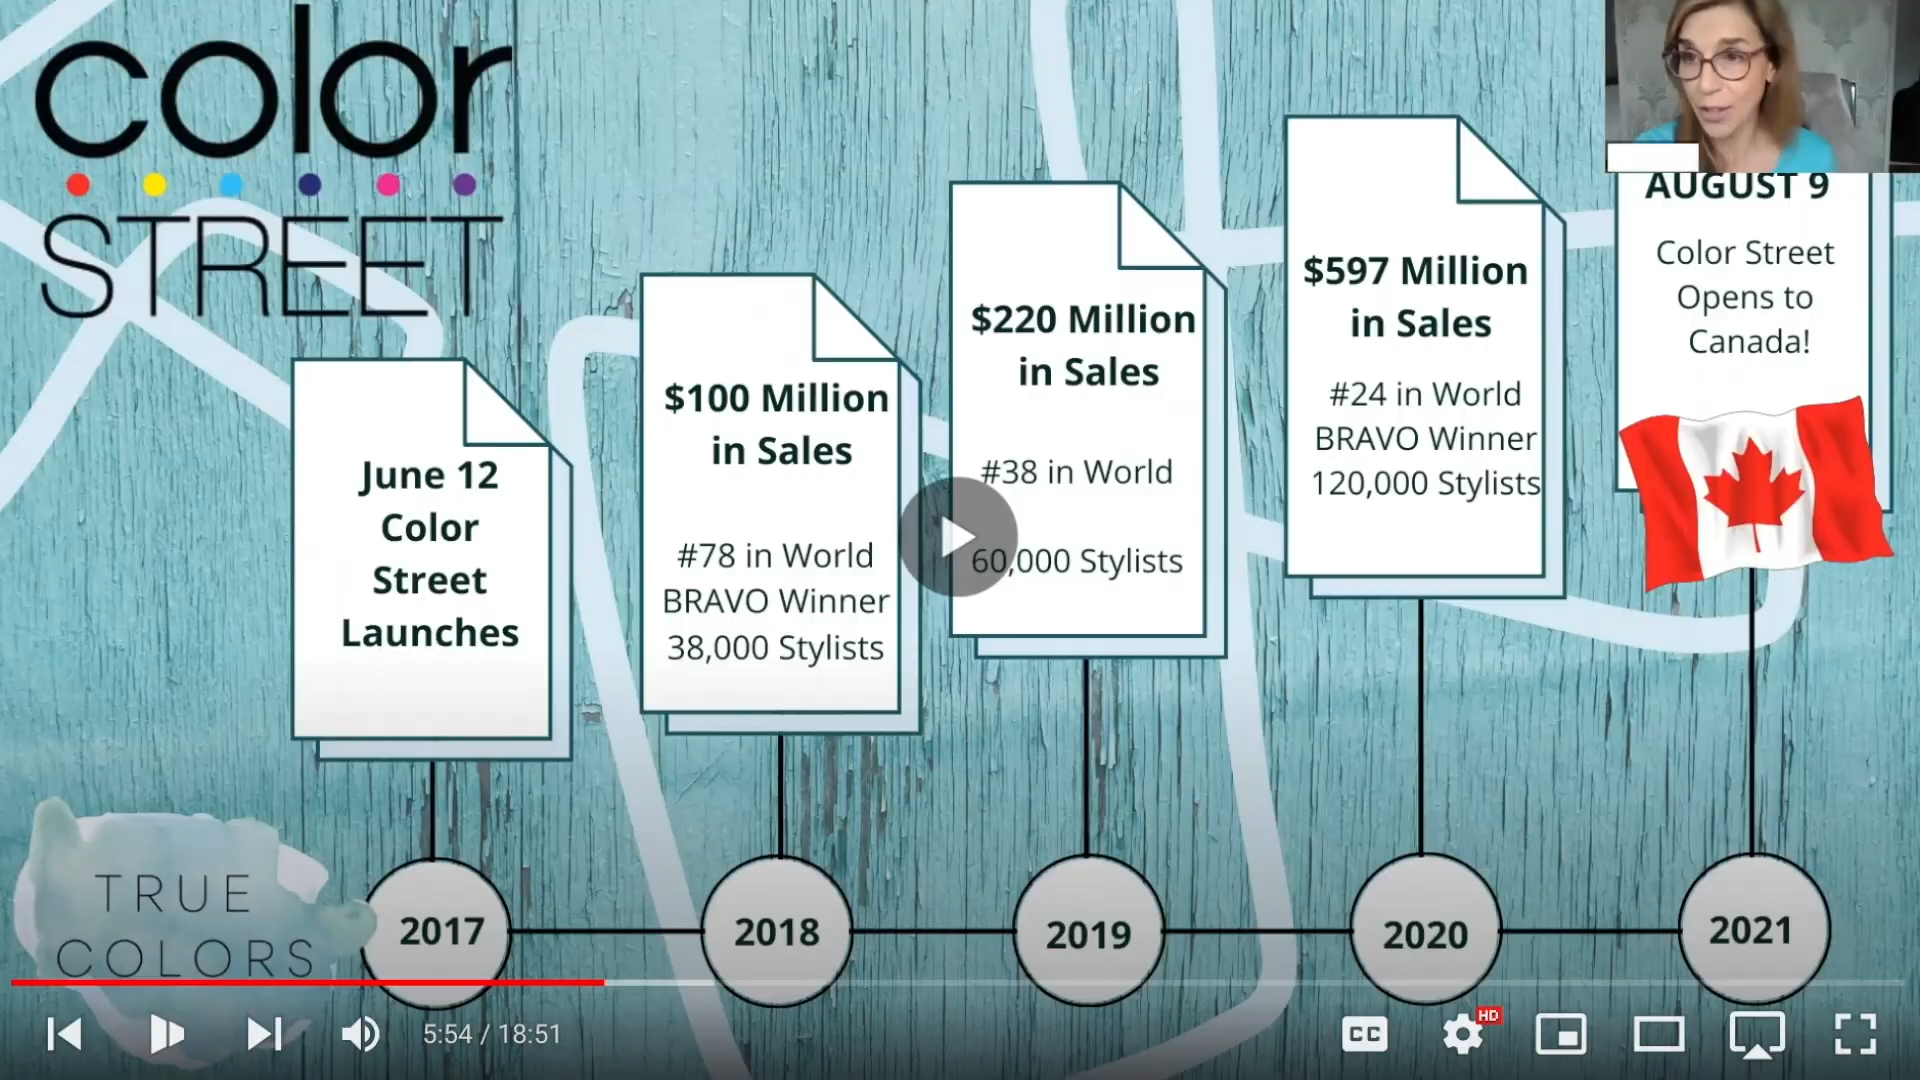 color
STREET
June 12
Color
Street
Launches
$100 Million
in Sales
#78 in World
BRAVO Winner
38,000 Stylists
$220 Million
in Sales
#38 in World
60,000 Stylists
$597 Million
in Sales
#24 in World
BRAVO Winner
120,000 Stylists
AUGUST 9
Color Street
Opens to
Canada!
TRUE
COLORS
2017
2018
2019
2020
2021
5:54 / 18:51
CC
HD